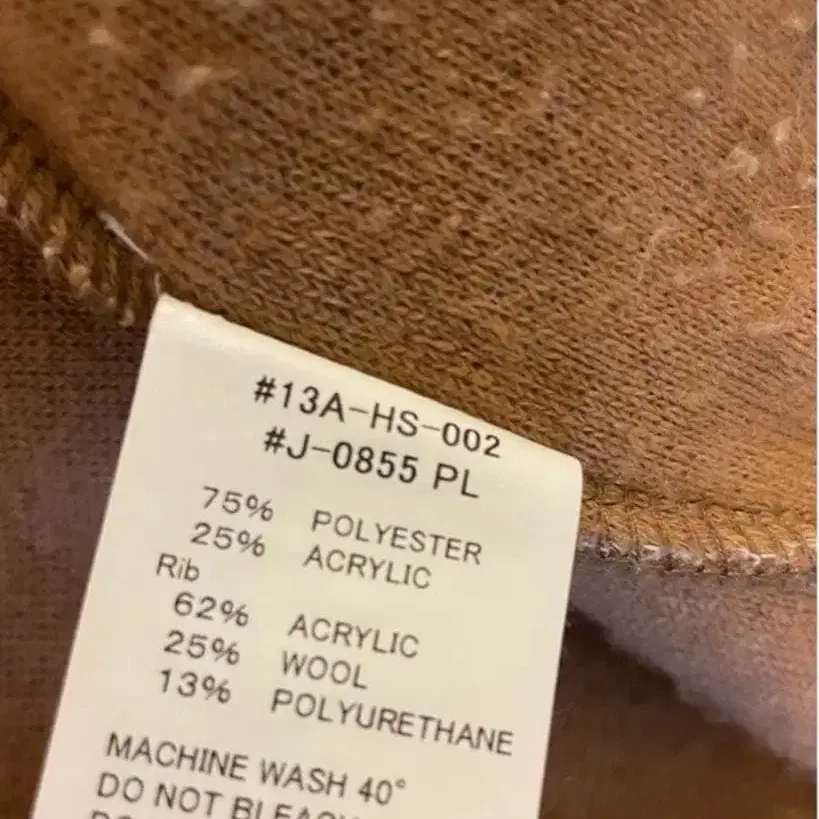 #13A-HS-002
#J-0855 PL
75% POLYESTER
25% ACRYLIC
Rib
62% ACRYLIC
25% WOOL
13% POLYURETHANE
MACHINE WASH 40°
DO NOT BLEACH